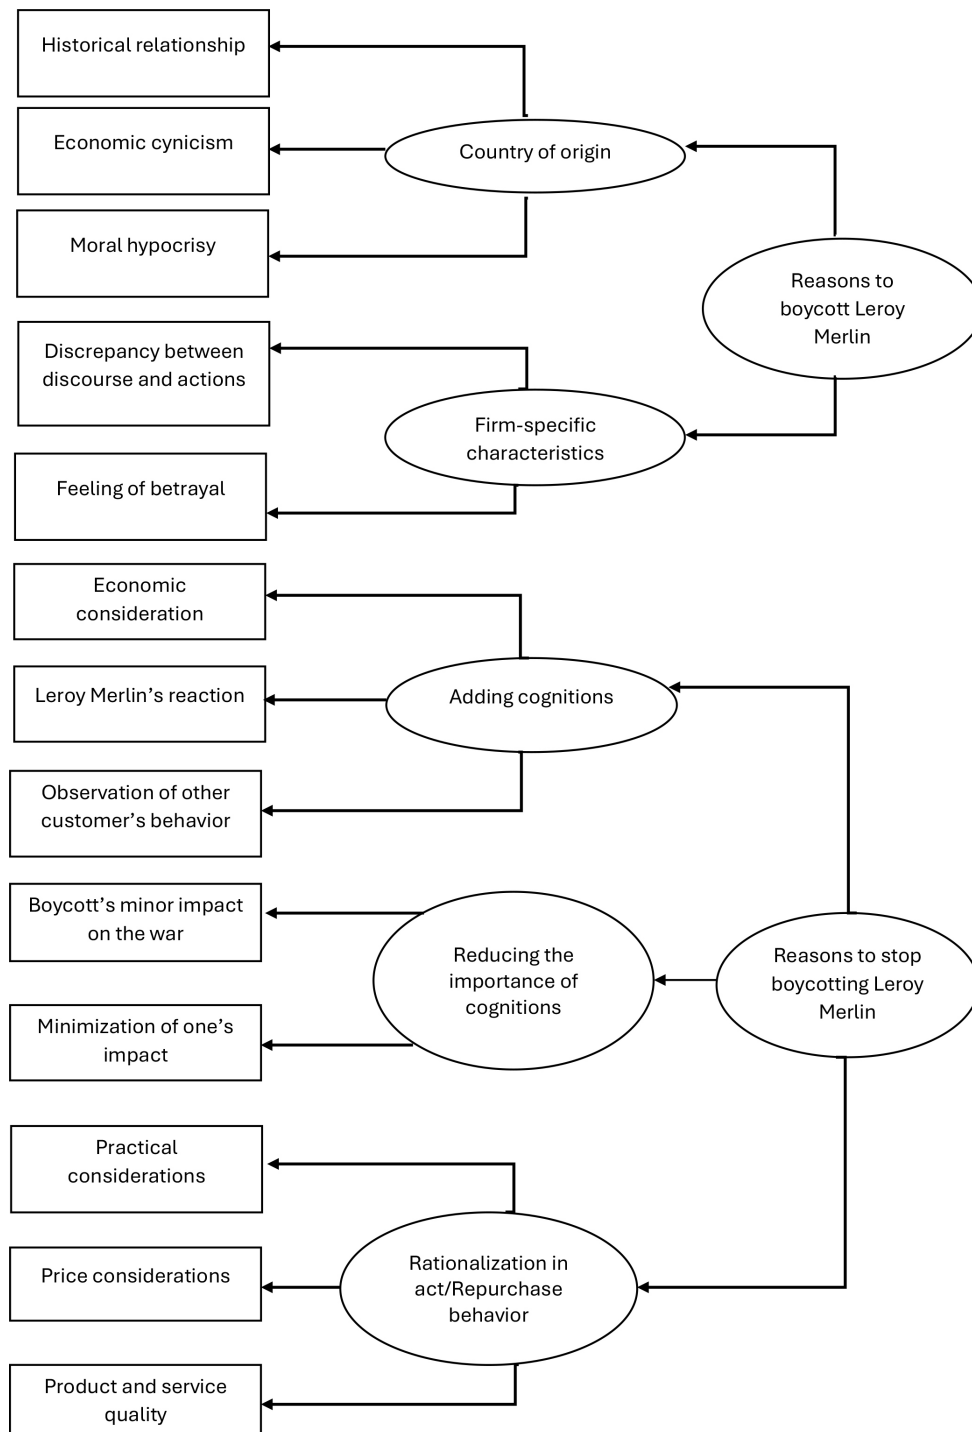 Historical relationship
Economic cynicism
Country of origin
Moral hypocrisy
Reasons to
boycott Leroy
Merlin
Discrepancy between
discourse and actions
Firm-specific
characteristics
Feeling of betrayal
Economic
consideration
Leroy Merlin’s reaction
Adding cognitions
Observation of other
customer’s behavior
Boycott’s minor impact
on the war
Reducing the
importance of
cognitions
Reasons to stop
boycotting Leroy
Merlin
Minimization of one’s
impact
Practical
considerations
Price considerations
Rationalization in
act/Repurchase
behavior
Product and service
quality